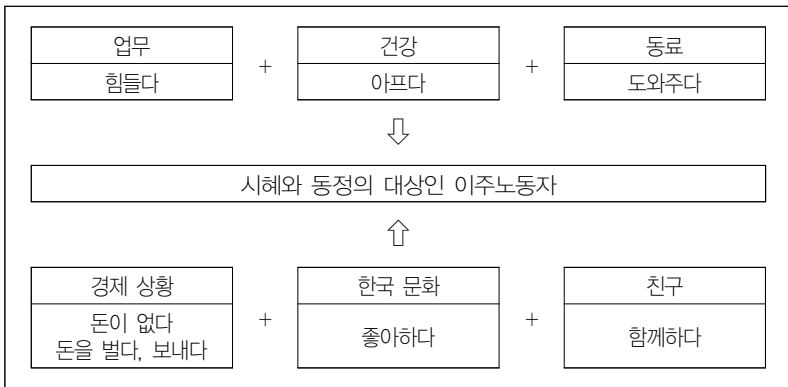 업무 건강 동료
+ +
힘들다 아프다 도와주다
⇩
시혜와 동정의 대상인 이주노동자
⇧
경제 상황 한국 문화 친구
돈이 없다
+ 좋아하다 + 함께하다
돈을 벌다, 보내다